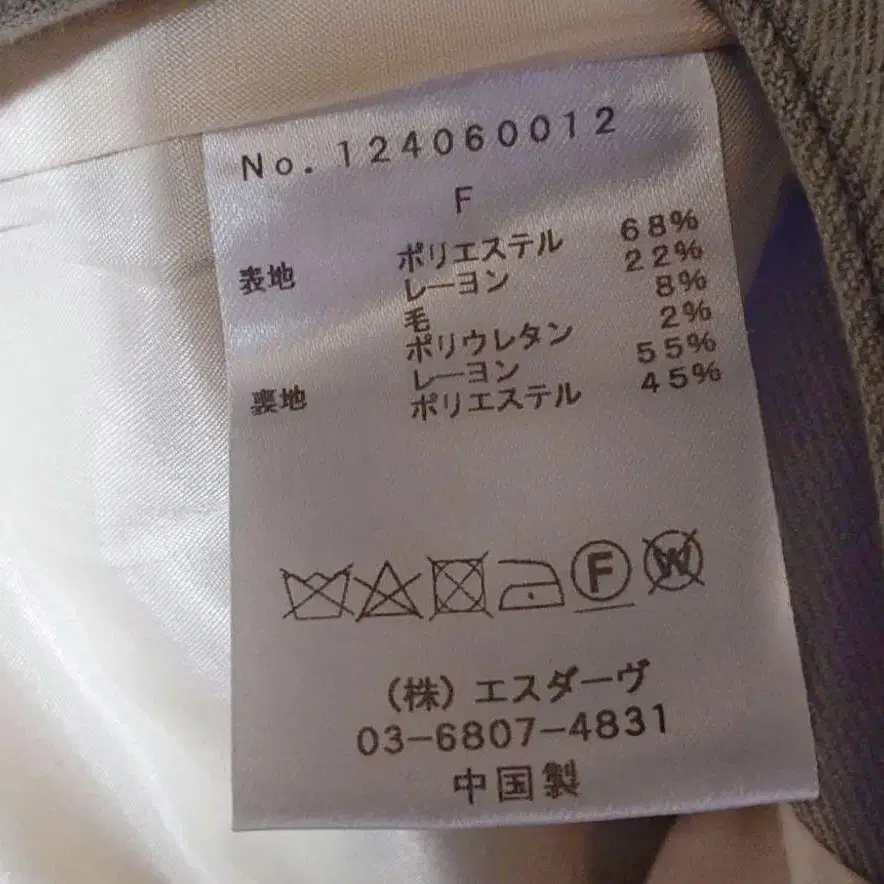 No.124060012
F
表地 ポリエステル 68%
レーヨン 22%
毛 8%
ポリウレタン 2%
裏地 レーヨン 55%
ポリエステル 45%
F W
（株）エスダーヴ
03-6807-4831
中国製